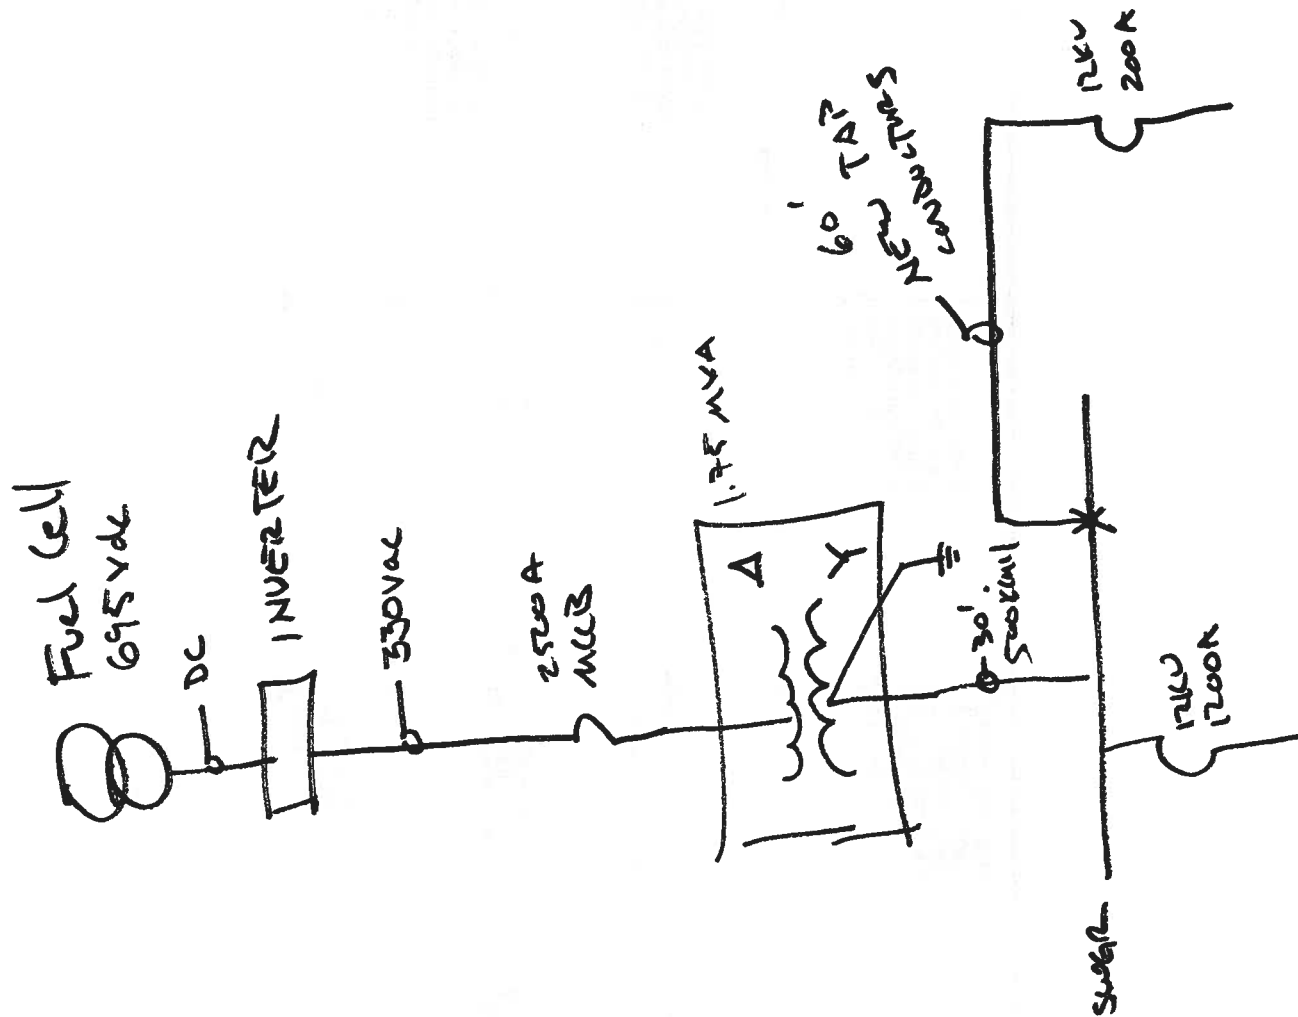 Fuel Cell
695 Vdc
DC
INVERTER
330Vac
2500A
MCCB
1.75 MVA
Δ
Y
30'
500kcmil
60' TAP
NEW
CONDUCTORS
12KV
200A
SWGR
12KV
1200A